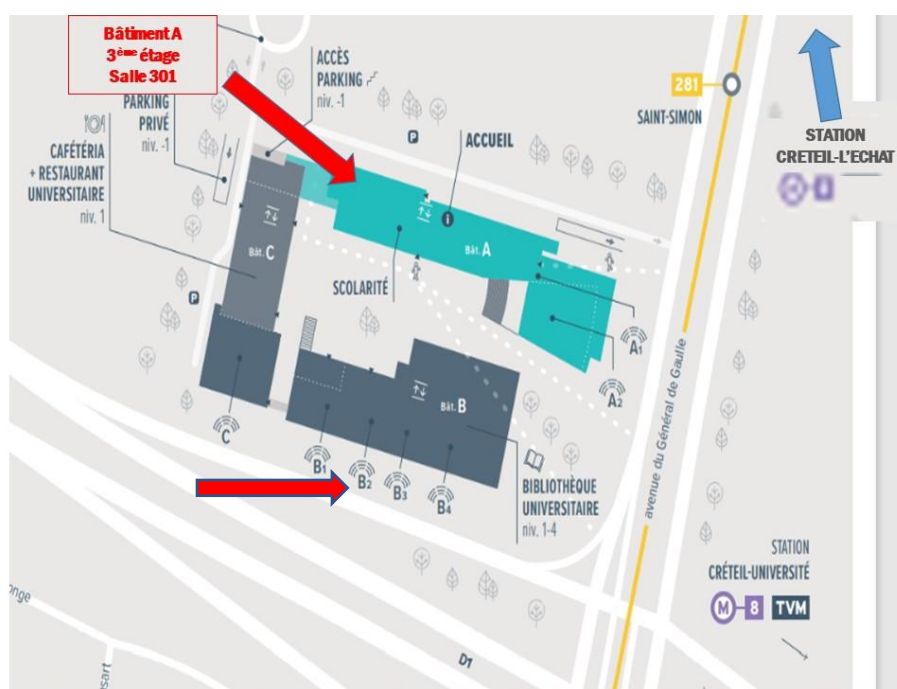 Bâtiment A
3ème étage
Salle 301
ACCÈS
PARKING
niv. -1
PARKING
PRIVÉ
niv. -1
CAFÉTÉRIA
+ RESTAURANT
UNIVERSITAIRE
niv. 1
P
ACCUEIL
i
281
SAINT-SIMON
STATION
CRETEIL-L'ECHAT
Bât. C
Bât. A
SCOLARITÉ
P
A1
A2
Bât. B
C
B1
B2
B3
B4
BIBLIOTHÈQUE
UNIVERSITAIRE
niv. 1-4
avenue du Général de Gaulle
STATION
CRÉTEIL-UNIVERSITÉ
M 8 TVM
D1